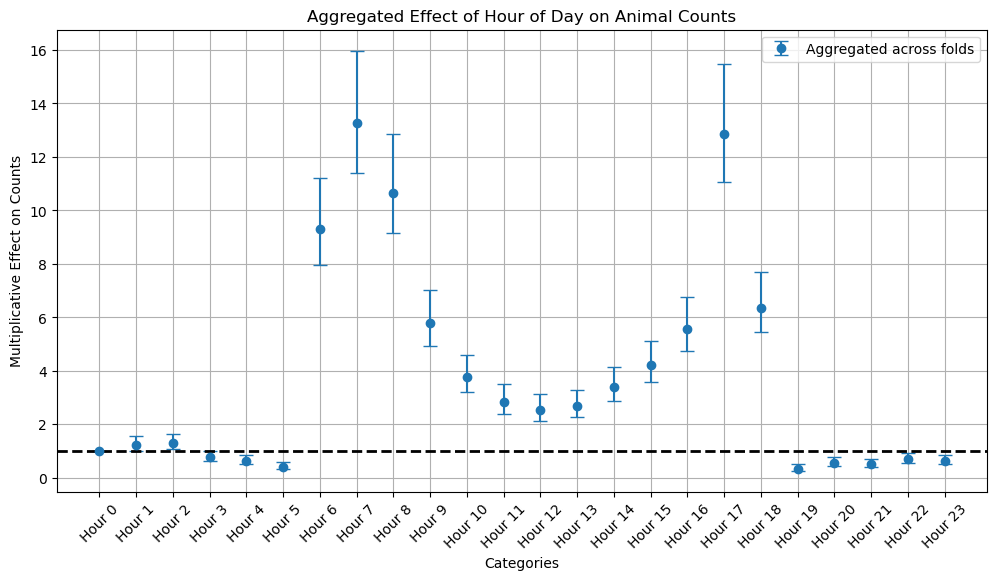 Aggregated Effect of Hour of Day on Animal Counts
Aggregated across folds
Multiplicative Effect on Counts
16
14
12
10
8
6
4
2
0
Hour 0
Hour 1
Hour 2
Hour 3
Hour 4
Hour 5
Hour 6
Hour 7
Hour 8
Hour 9
Hour 10
Hour 11
Hour 12
Hour 13
Hour 14
Hour 15
Hour 16
Hour 17
Hour 18
Hour 19
Hour 20
Hour 21
Hour 22
Hour 23
Categories